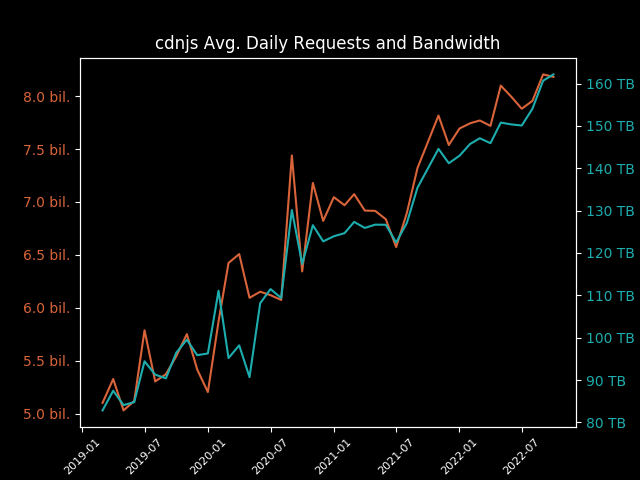 cdnjs Avg. Daily Requests and Bandwidth
8.0 bil.
7.5 bil.
7.0 bil.
6.5 bil.
6.0 bil.
5.5 bil.
5.0 bil.
160 TB
150 TB
140 TB
130 TB
120 TB
110 TB
100 TB
90 TB
80 TB
2019-01
2019-07
2020-01
2020-07
2021-01
2021-07
2022-01
2022-07